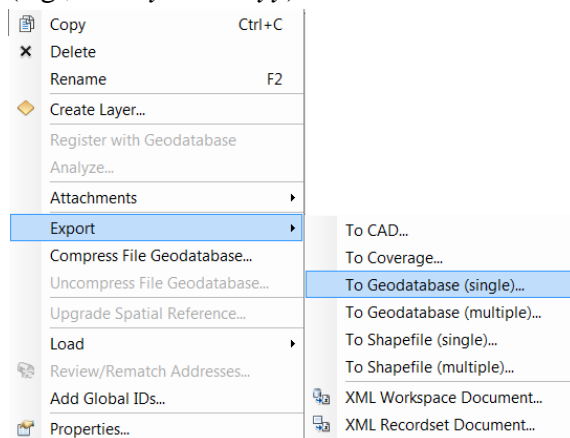 Copy Ctrl+C
Delete
Rename F2
Create Layer...
Register with Geodatabase
Analyze...
Attachments
Export
Compress File Geodatabase...
Uncompress File Geodatabase...
Upgrade Spatial Reference...
Load
Review/Rematch Addresses...
Add Global IDs...
Properties...
To CAD...
To Coverage...
To Geodatabase (single)...
To Geodatabase (multiple)...
To Shapefile (single)...
To Shapefile (multiple)...
XML Workspace Document...
XML Recordset Document...